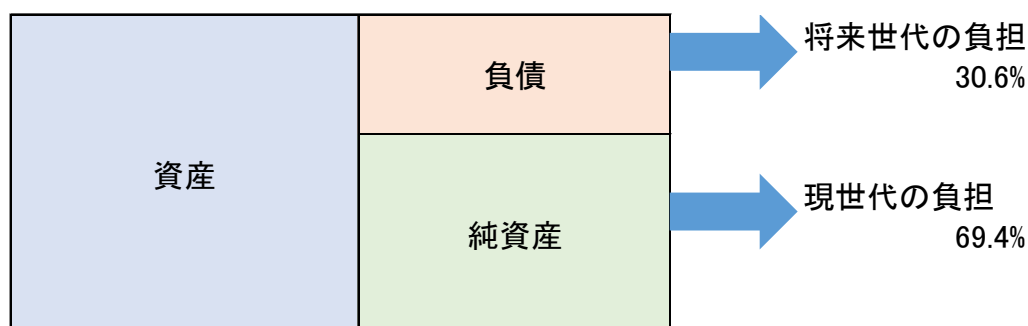 資産
負債
純資産
将来世代の負担
30.6%
現世代の負担
69.4%